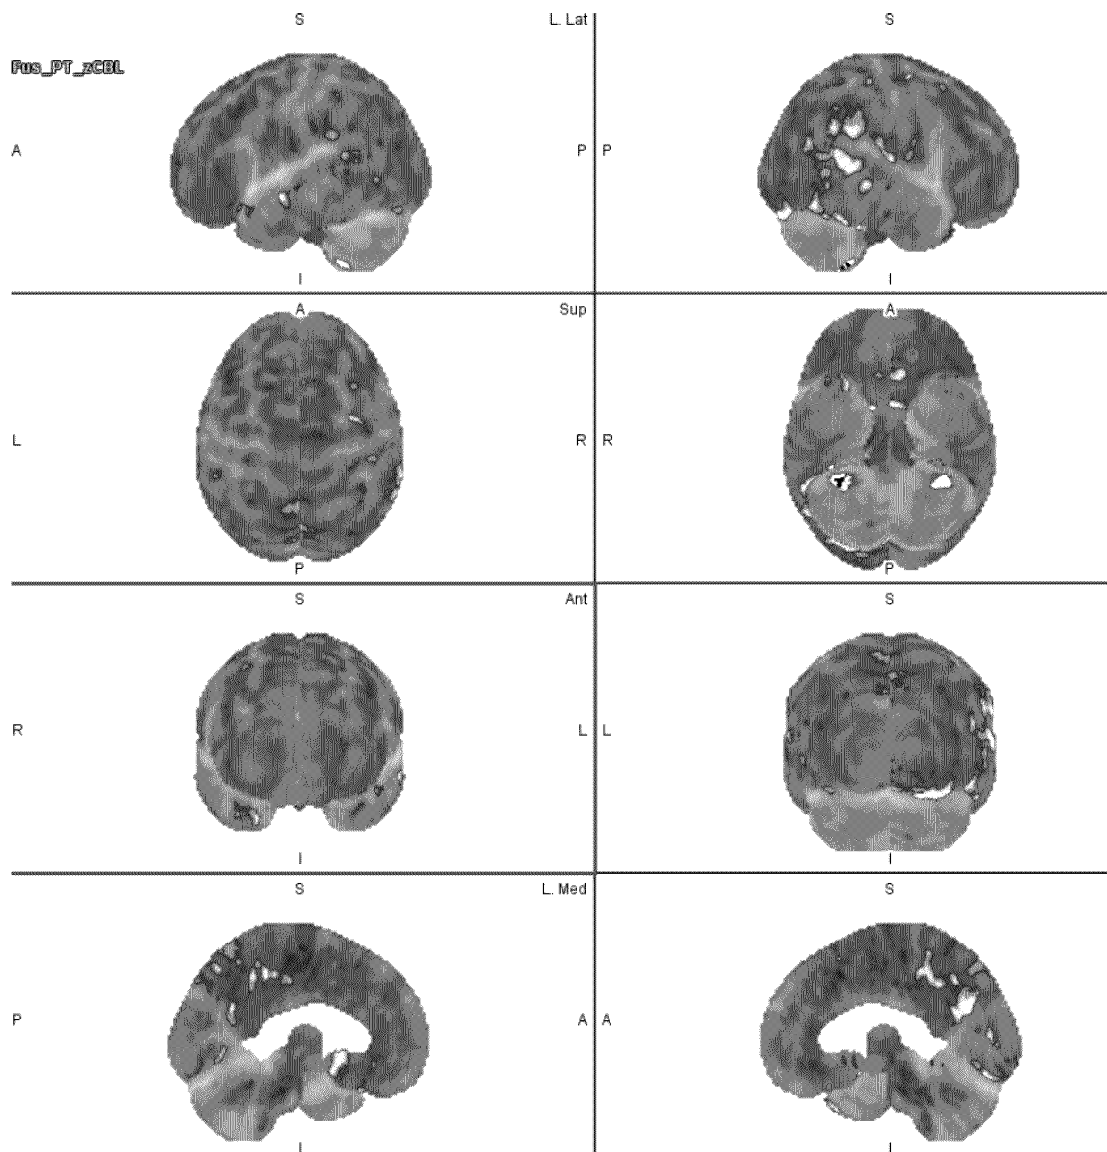 S L. Lat S
Fus_PT_zCBL
A P P
I I
A Sup A
L R R
P P
S Ant S
R L L
I I
S L. Med S
P A A
I I